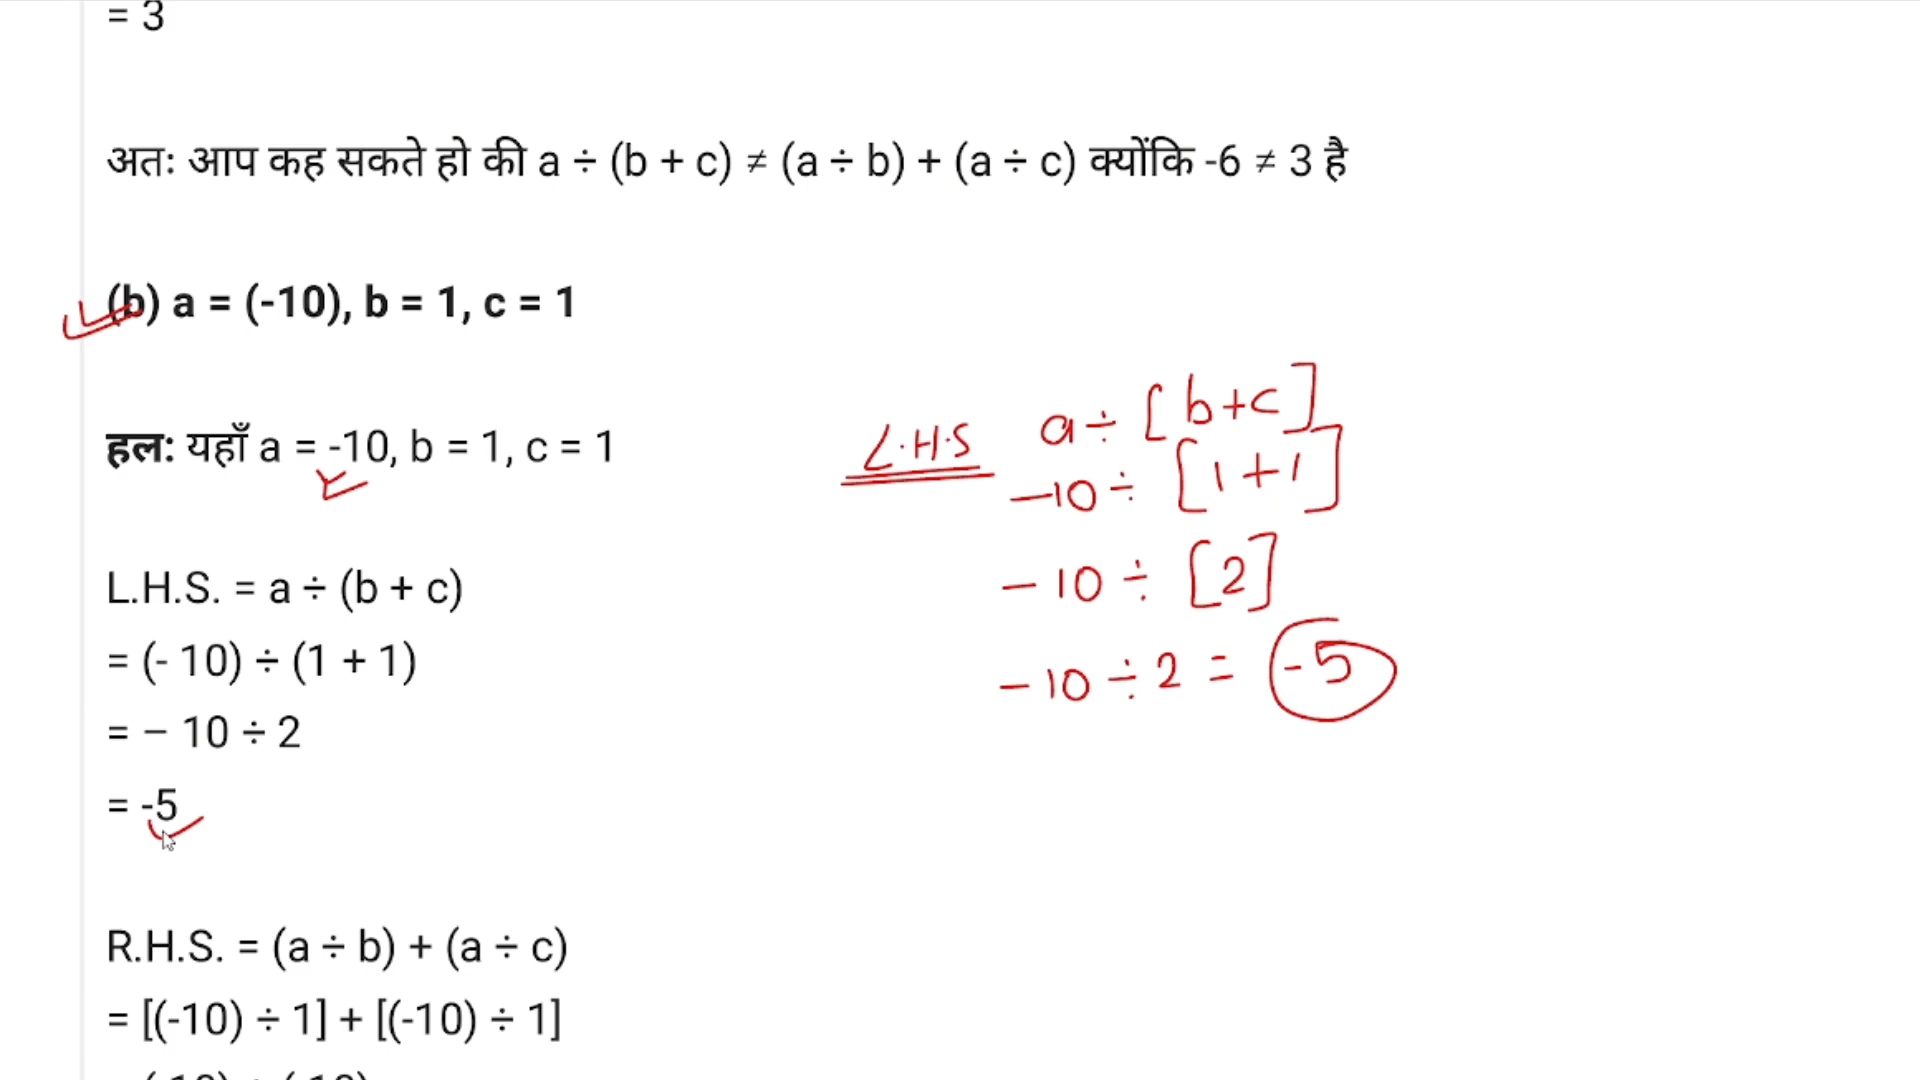 = 3
अतः आप कह सकते हो की a ÷ (b + c) ≠ (a ÷ b) + (a ÷ c) क्योंकि -6 ≠ 3 है
(b) a = (-10), b = 1, c = 1
हल: यहाँ a = -10, b = 1, c = 1
L.H.S. = a ÷ (b + c)
= (- 10) ÷ (1 + 1)
= – 10 ÷ 2
= -5
R.H.S. = (a ÷ b) + (a ÷ c)
= [(-10) ÷ 1] + [(-10) ÷ 1]
L.H.S a ÷ [b+c]
-10 ÷ [1+1]
-10 ÷ [2]
-10 ÷ 2 = -5